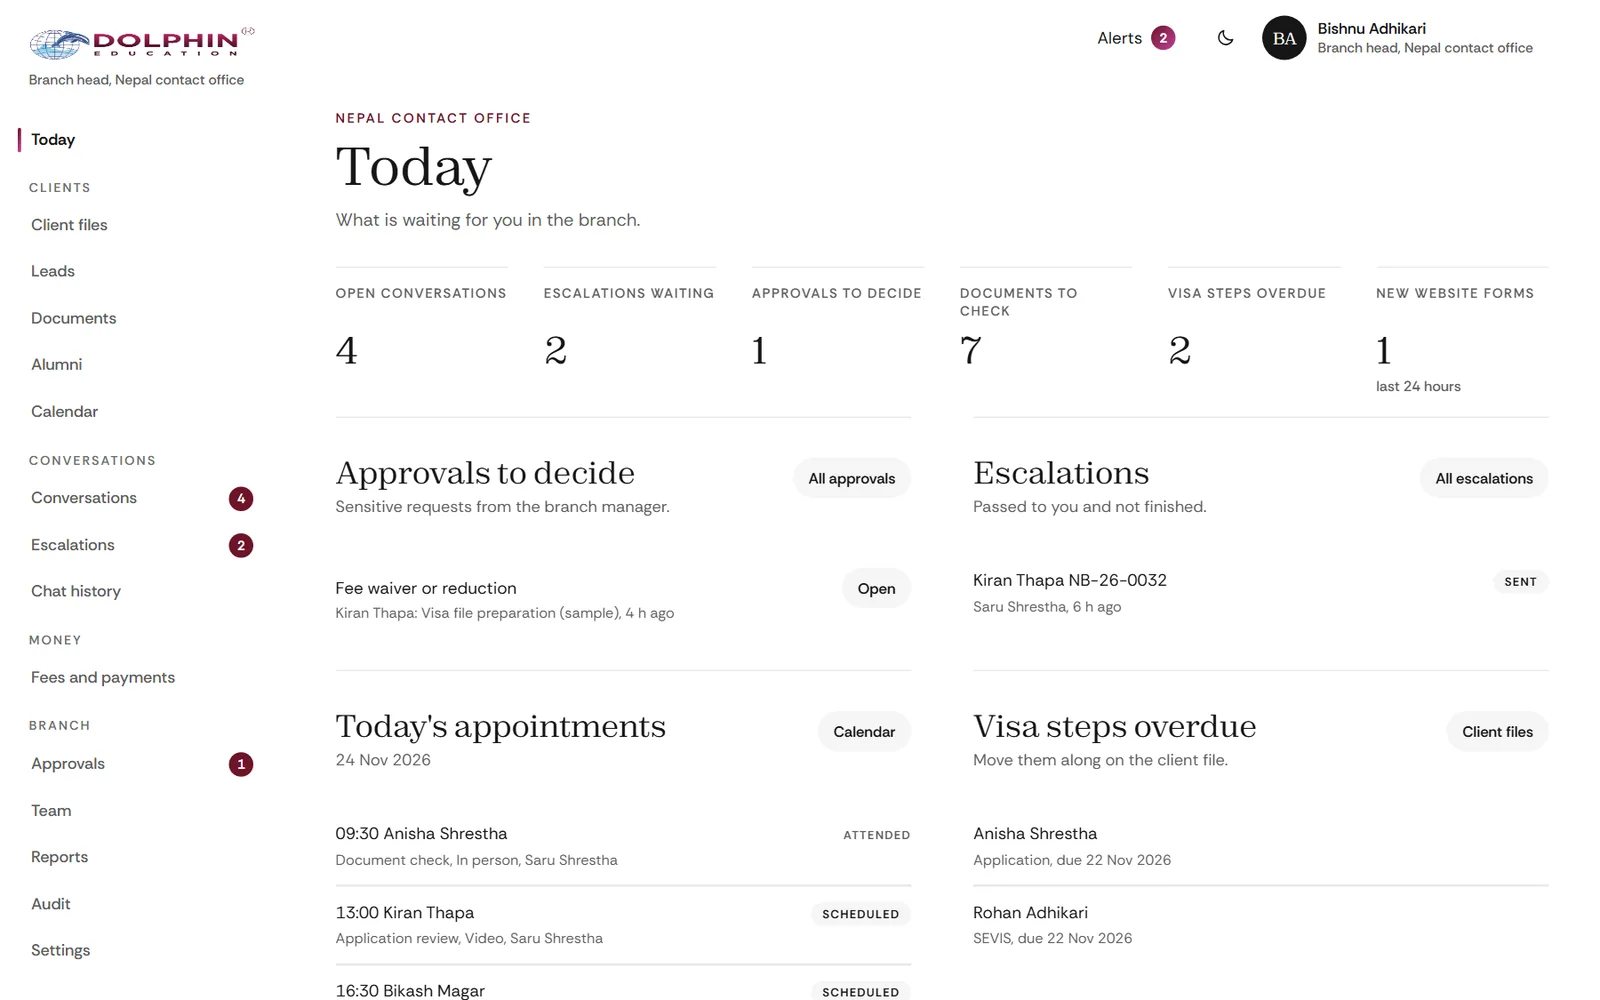 DOLPHIN
EDUCATION
Branch head, Nepal contact office
Today
CLIENTS
Client files
Leads
Documents
Alumni
Calendar
CONVERSATIONS
Conversations 4
Escalations 2
Chat history
MONEY
Fees and payments
BRANCH
Approvals 1
Team
Reports
Audit
Settings
Alerts 2
BA
Bishnu Adhikari
Branch head, Nepal contact office
NEPAL CONTACT OFFICE
Today
What is waiting for you in the branch.
OPEN CONVERSATIONS
4
ESCALATIONS WAITING
2
APPROVALS TO DECIDE
1
DOCUMENTS TO
CHECK
7
VISA STEPS OVERDUE
2
NEW WEBSITE FORMS
1
last 24 hours
Approvals to decide
All approvals
Sensitive requests from the branch manager.
Fee waiver or reduction
Open
Kiran Thapa: Visa file preparation (sample), 4 h ago
Escalations
All escalations
Passed to you and not finished.
Kiran Thapa NB-26-0032
SENT
Saru Shrestha, 6 h ago
Today's appointments
Calendar
24 Nov 2026
09:30 Anisha Shrestha
ATTENDED
Document check, In person, Saru Shrestha
13:00 Kiran Thapa
SCHEDULED
Application review, Video, Saru Shrestha
16:30 Bikash Magar
SCHEDULED
Visa steps overdue
Client files
Move them along on the client file.
Anisha Shrestha
Application, due 22 Nov 2026
Rohan Adhikari
SEVIS, due 22 Nov 2026